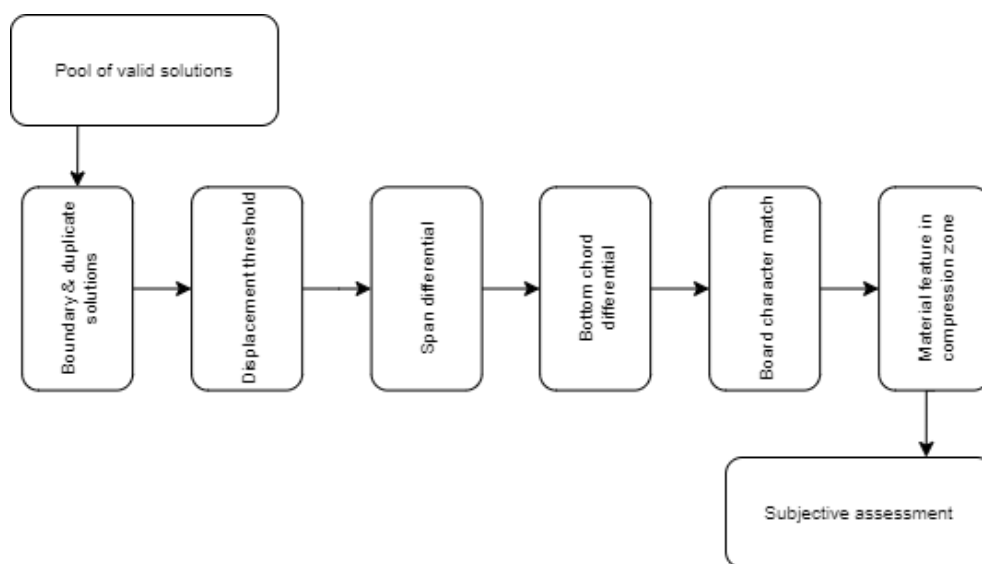 Pool of valid solutions
Boundary & duplicate
solutions
Displacement threshold
Span differential
Bottom chord
differential
Board character match
Material feature in
compression zone
Subjective assessment